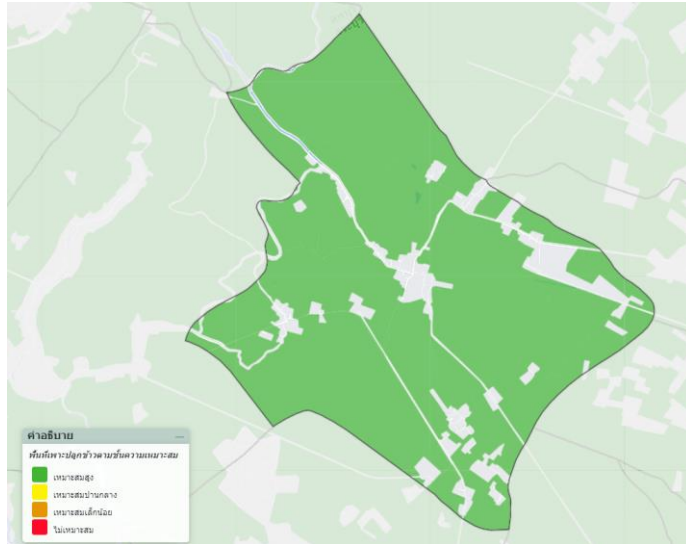 คำอธิบาย
พื้นที่เพาะปลูกข้าวตามชั้นความเหมาะสม
เหมาะสมสูง
เหมาะสมปานกลาง
เหมาะสมเล็กน้อย
ไม่เหมาะสม